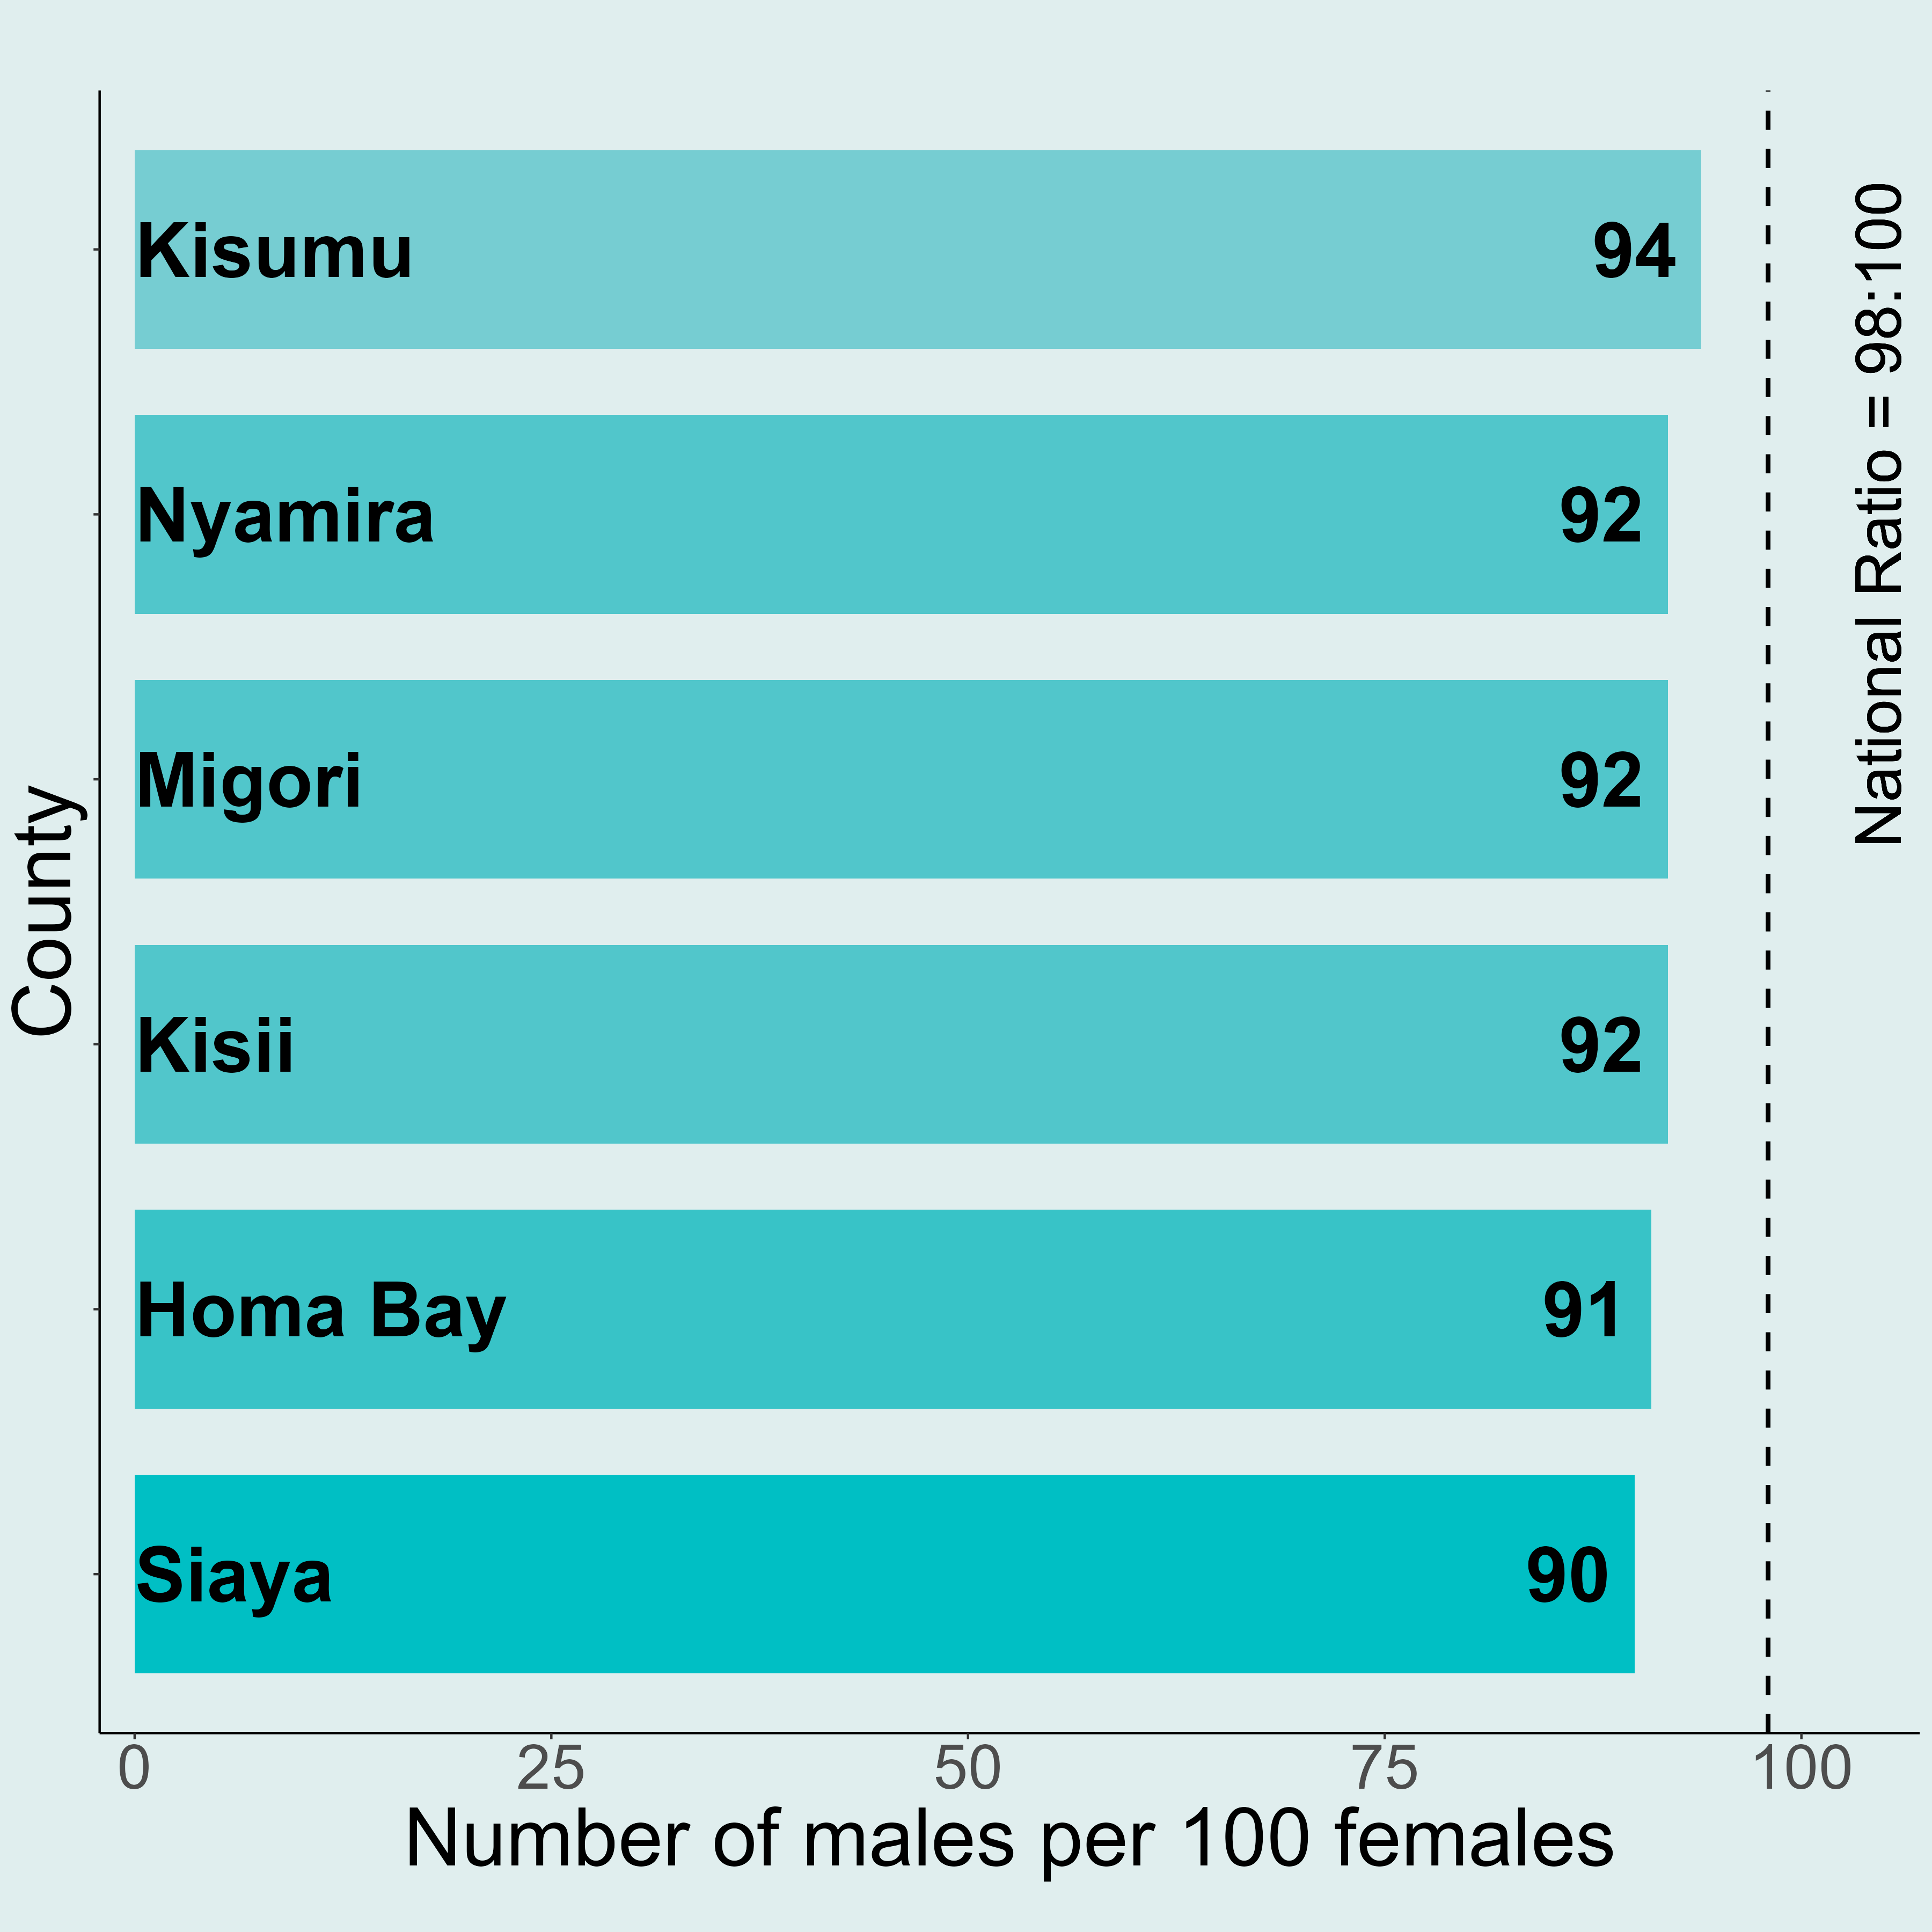 Kisumu 94
Nyamira 92
Migori 92
Kisii 92
Homa Bay 91
Siaya 90
County
National Ratio = 98:100
0 25 50 75 100
Number of males per 100 females